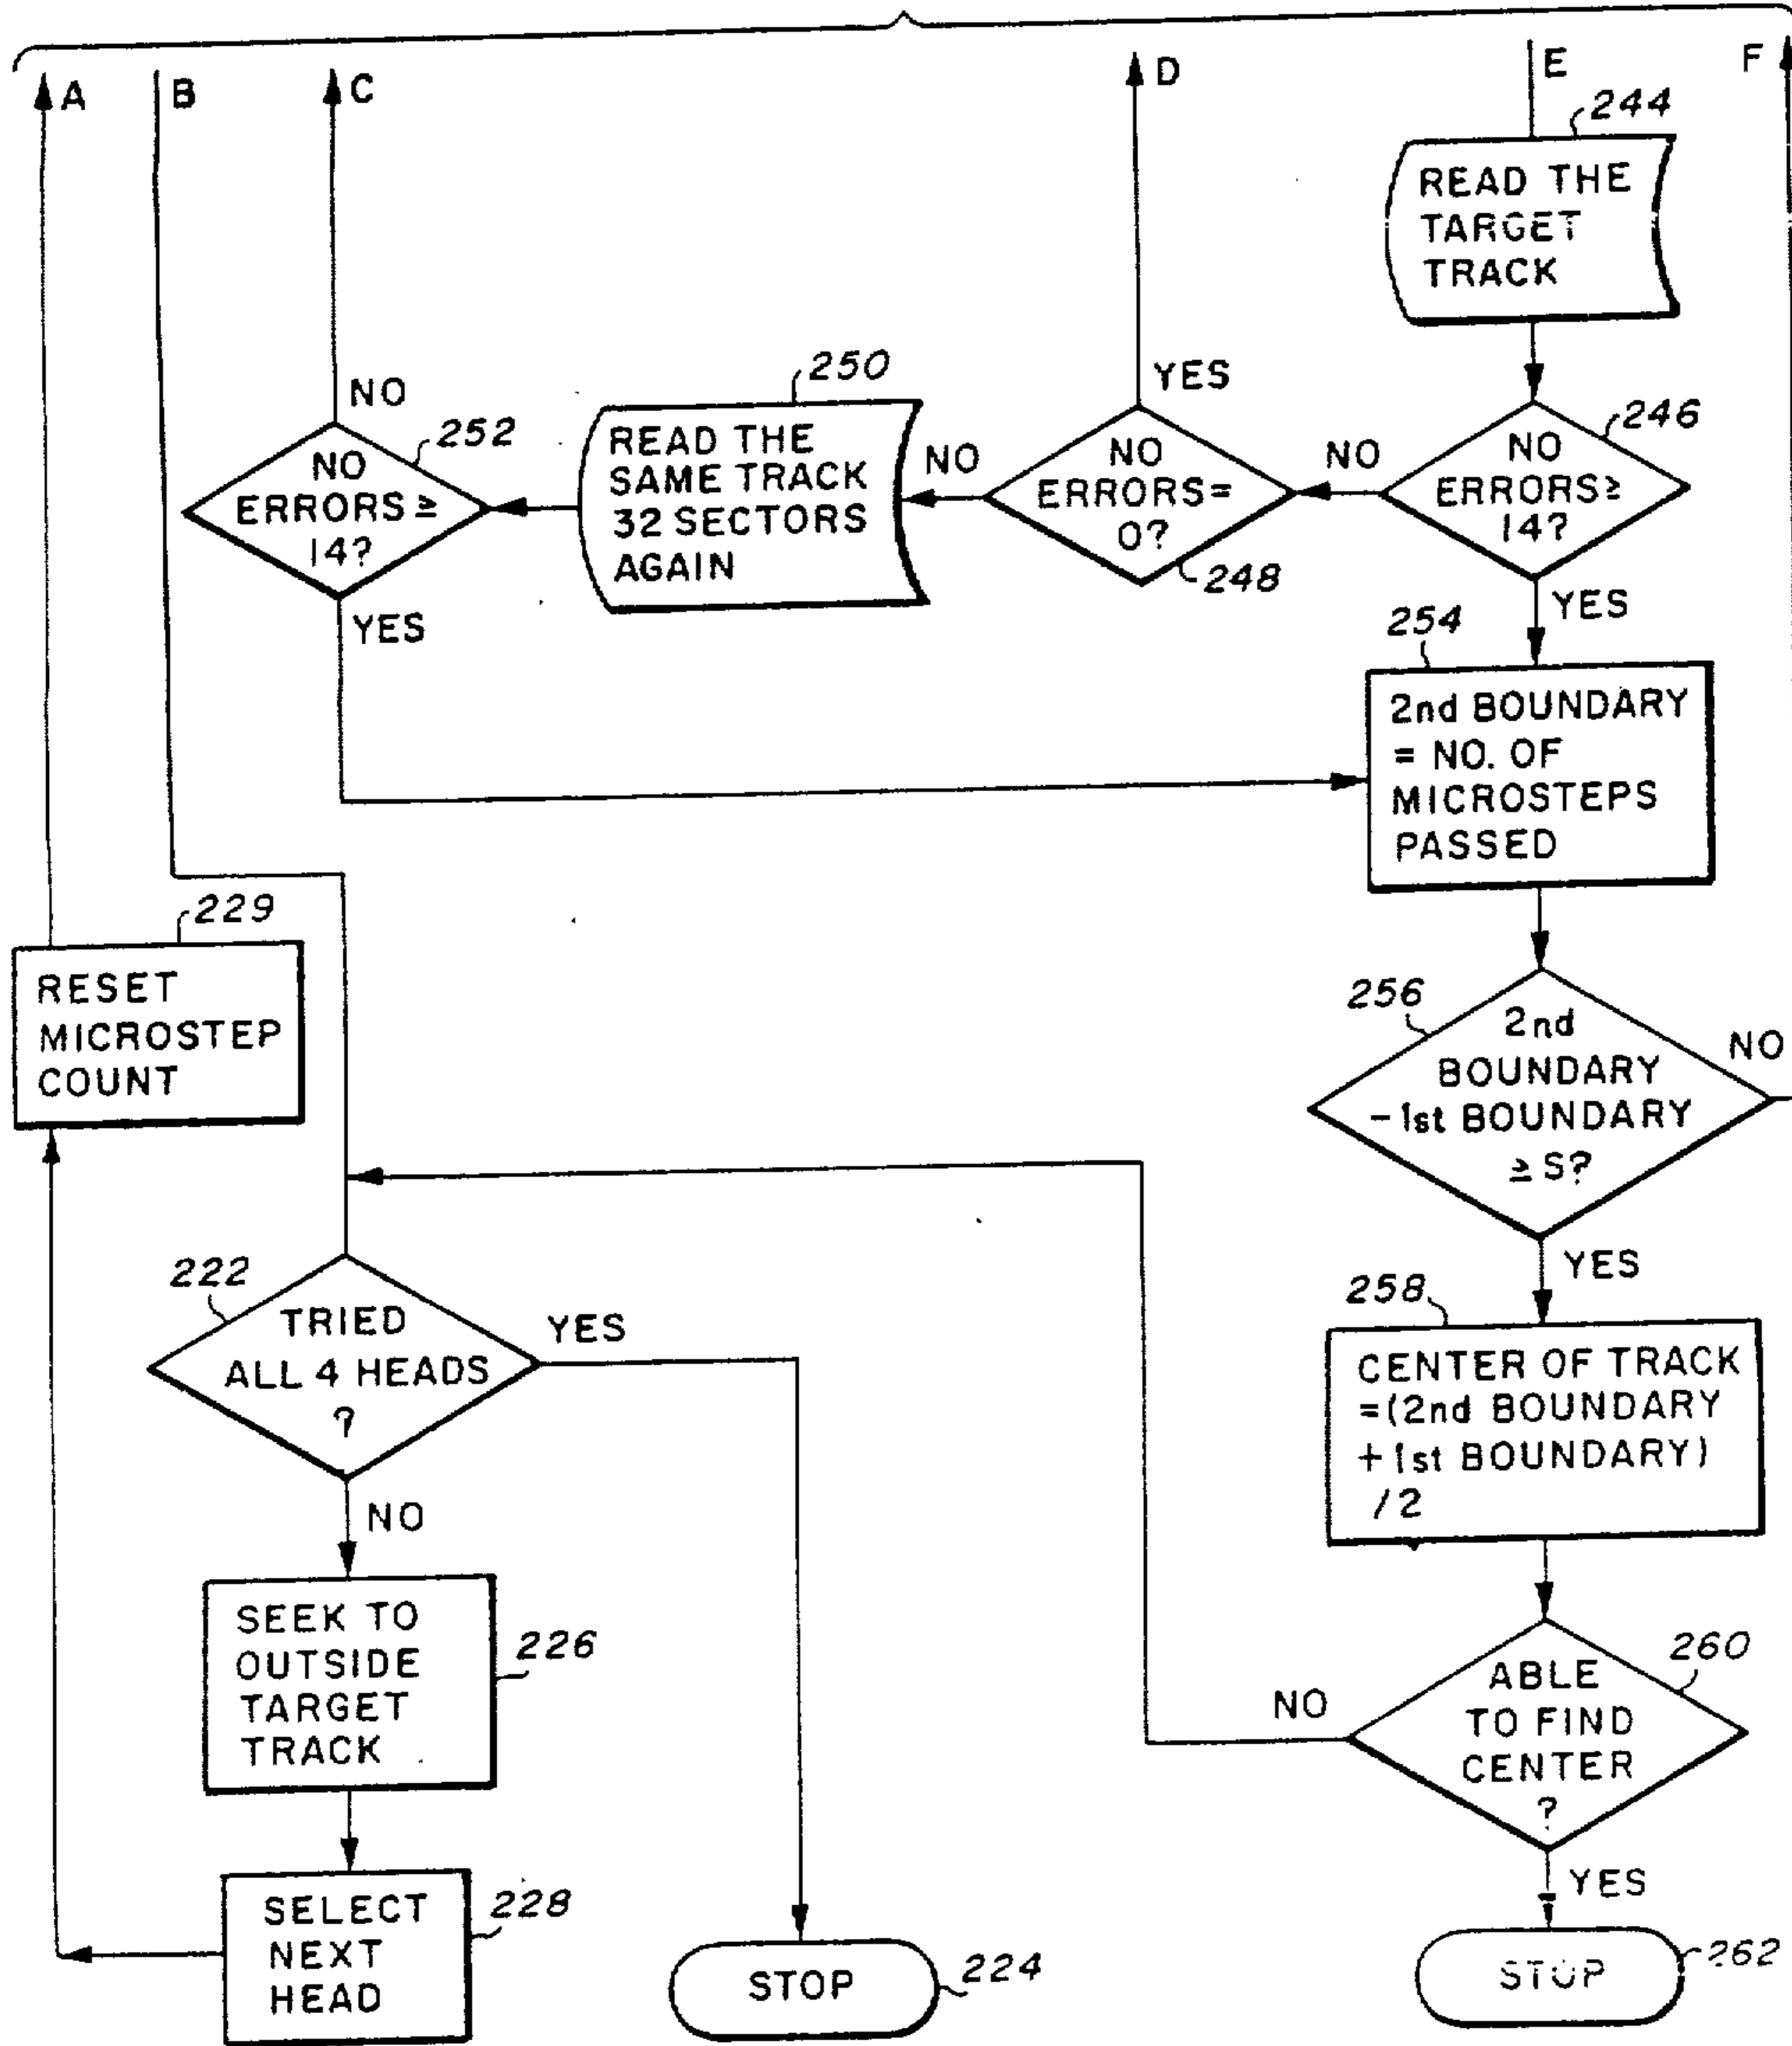 A
B
C
D
E
F
244
READ THE
TARGET
TRACK
YES
NO
250
252
246
READ THE
SAME TRACK
32 SECTORS
AGAIN
NO
ERRORS ≥
14?
NO
NO
ERRORS =
0?
NO
NO
ERRORS ≥
14?
248
YES
YES
254
2nd BOUNDARY
= NO. OF
MICROSTEPS
PASSED
229
RESET
MICROSTEP
COUNT
256
2nd
BOUNDARY
-1st BOUNDARY
≥ S?
NO
YES
222
TRIED
ALL 4 HEADS
?
YES
NO
258
CENTER OF TRACK
=(2nd BOUNDARY
+1st BOUNDARY)
/2
226
SEEK TO
OUTSIDE
TARGET
TRACK
260
ABLE
TO FIND
CENTER
?
NO
YES
228
SELECT
NEXT
HEAD
STOP
224
STOP
262